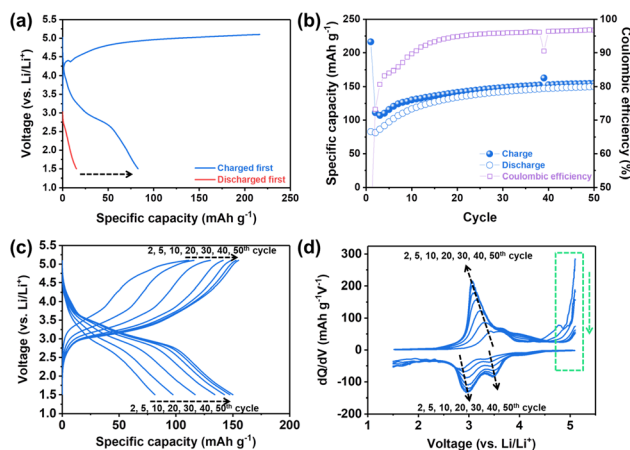 (a)
Voltage (vs. Li/Li⁺)
5.5
5.0
4.5
4.0
3.5
3.0
2.5
2.0
1.5
1.0
Charged first
Discharged first
0 50 100 150 200 250
Specific capacity (mAh g⁻¹)
(b)
Specific capacity (mAh g⁻¹)
250
200
150
100
50
0
Charge
Discharge
Coulombic efficiency
100
90
80
70
60
50
Coulombic efficiency (%)
0 10 20 30 40 50
Cycle
(c)
Voltage (vs. Li/Li⁺)
5.5
5.0
4.5
4.0
3.5
3.0
2.5
2.0
1.5
1.0
2, 5, 10, 20, 30, 40, 50ᵗʰ cycle
2, 5, 10, 20, 30, 40, 50ᵗʰ cycle
0 50 100 150 200
Specific capacity (mAh g⁻¹)
(d)
dQ/dV (mAh g⁻¹V⁻¹)
300
200
100
0
-100
-200
2, 5, 10, 20, 30, 40, 50ᵗʰ cycle
2, 5, 10, 20, 30, 40, 50ᵗʰ cycle
1 2 3 4 5
Voltage (vs. Li/Li⁺)